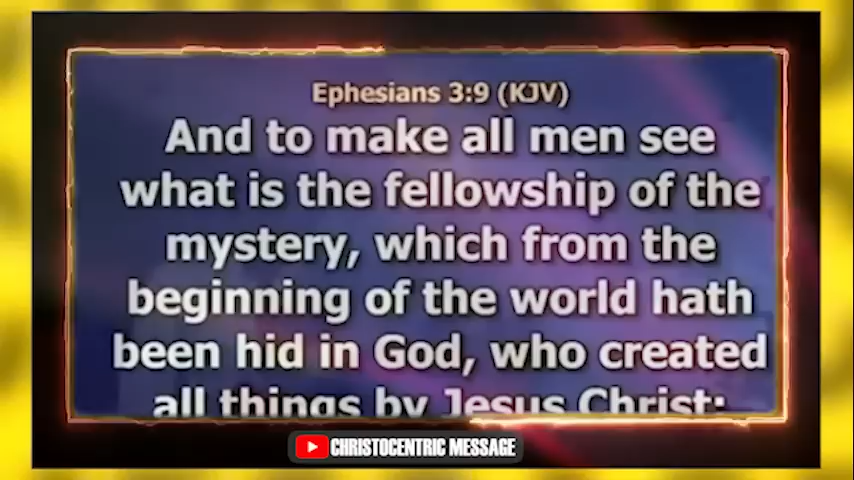 Ephesians 3:9 (KJV)
And to make all men see
what is the fellowship of the
mystery, which from the
beginning of the world hath
been hid in God, who created
all things by Jesus Christ:
CHRISTOCENTRIC MESSAGE